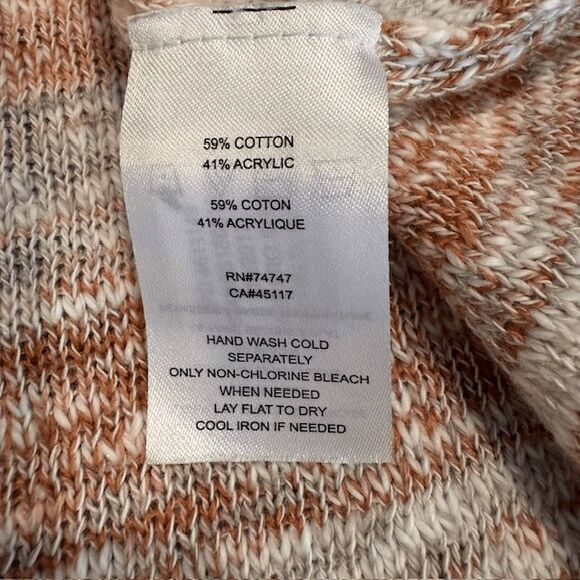 59% COTTON
41% ACRYLIC
59% COTON
41% ACRYLIQUE
RN#74747
CA#45117
HAND WASH COLD
SEPARATELY
ONLY NON-CHLORINE BLEACH
WHEN NEEDED
LAY FLAT TO DRY
COOL IRON IF NEEDED